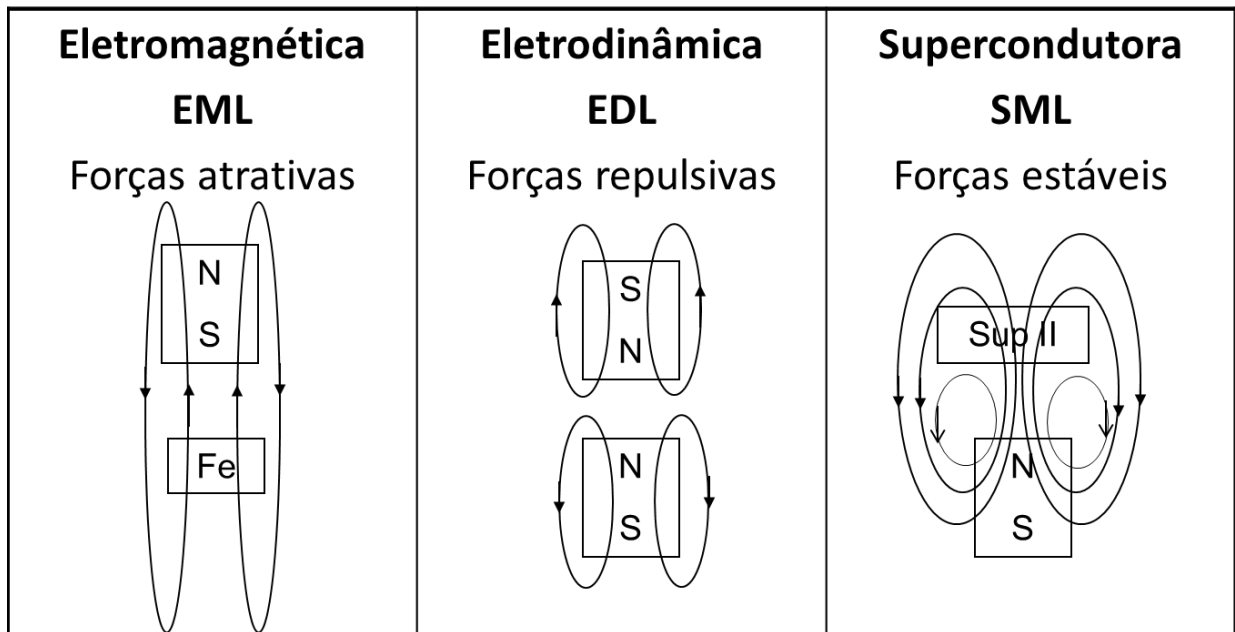 Eletromagnética
EML
Forças atrativas
N
S
Fe
Eletrodinâmica
EDL
Forças repulsivas
S
N
N
S
Supercondutora
SML
Forças estáveis
Sup II
N
S